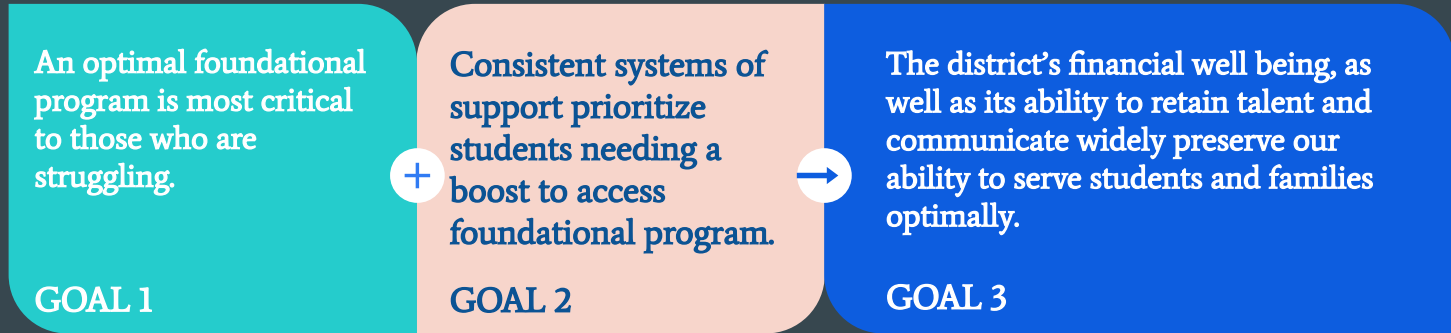 An optimal foundational
program is most critical
to those who are
struggling.
GOAL 1
+
Consistent systems of
support prioritize
students needing a
boost to access
foundational program.
GOAL 2
The district’s financial well being, as
well as its ability to retain talent and
communicate widely preserve our
ability to serve students and families
optimally.
GOAL 3